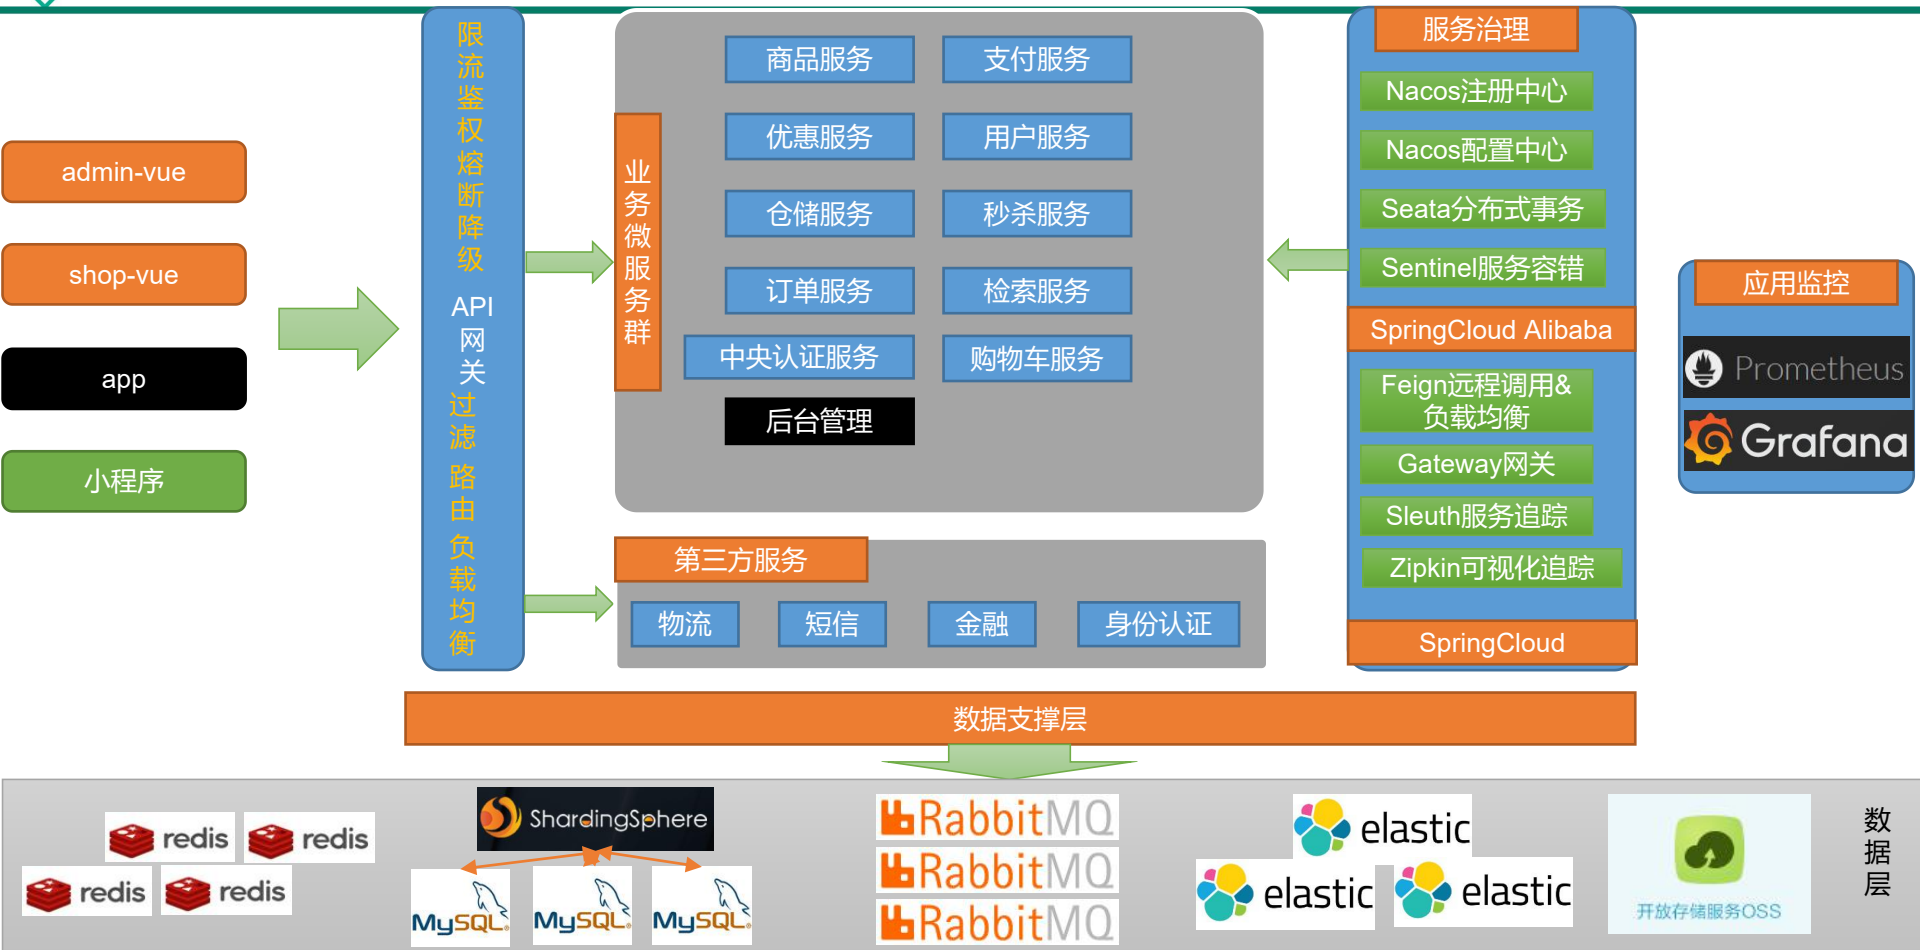 admin-vue
shop-vue
app
小程序
限流鉴权熔断降级
API
网关
过滤
路由
负载均衡
业务微服务群
商品服务
支付服务
优惠服务
用户服务
仓储服务
秒杀服务
订单服务
检索服务
中央认证服务
购物车服务
后台管理
第三方服务
物流
短信
金融
身份认证
服务治理
Nacos注册中心
Nacos配置中心
Seata分布式事务
Sentinel服务容错
SpringCloud Alibaba
Feign远程调用&
负载均衡
Gateway网关
Sleuth服务追踪
Zipkin可视化追踪
SpringCloud
应用监控
Prometheus
Grafana
数据支撑层
redis
redis
redis
redis
ShardingSphere
MySQL
MySQL
MySQL
RabbitMQ
RabbitMQ
RabbitMQ
elastic
elastic
elastic
开放存储服务OSS
数据层